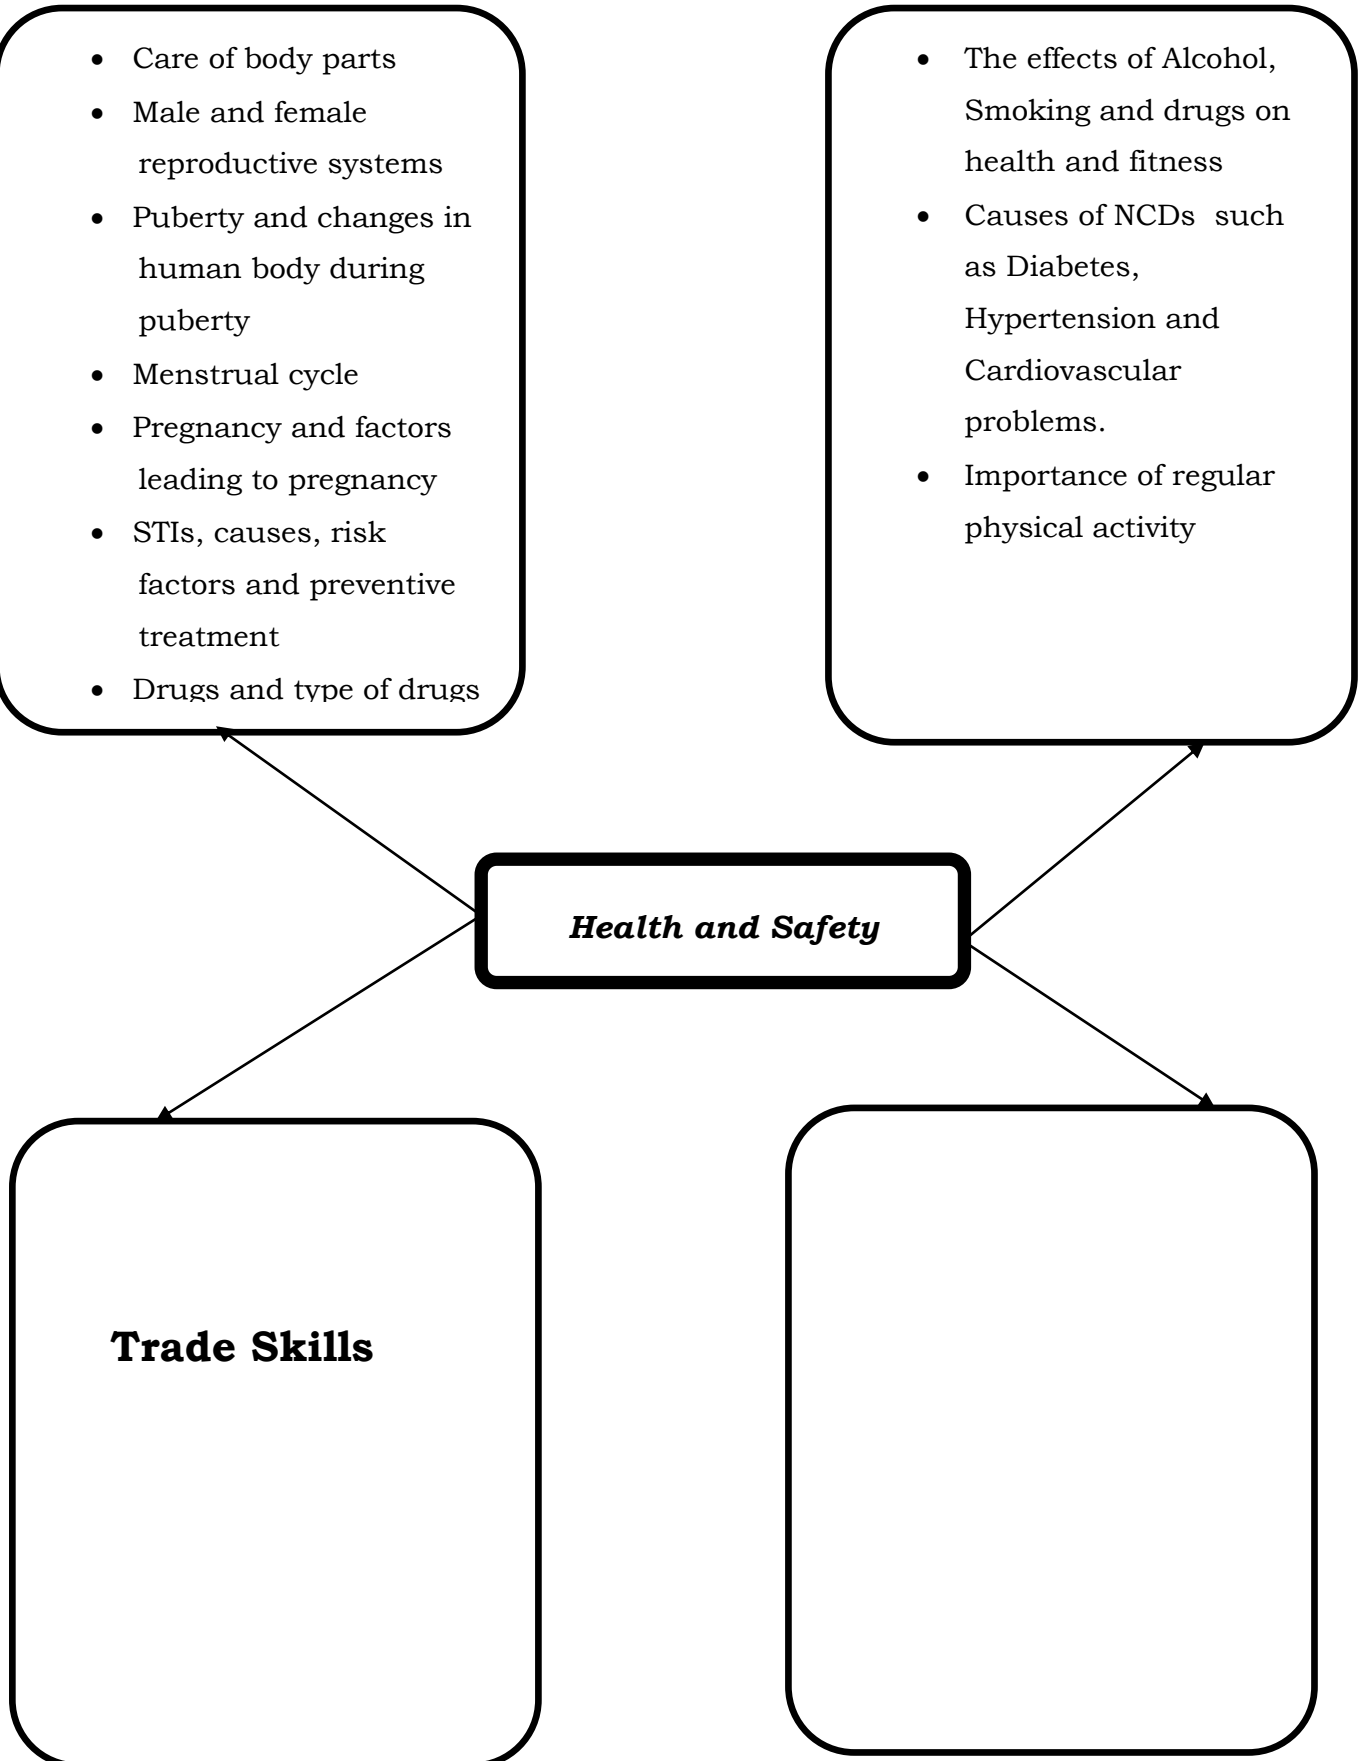 • Care of body parts
• Male and female
reproductive systems
• Puberty and changes in
human body during
puberty
• Menstrual cycle
• Pregnancy and factors
leading to pregnancy
• STIs, causes, risk
factors and preventive
treatment
• Drugs and type of drugs
• The effects of Alcohol,
Smoking and drugs on
health and fitness
• Causes of NCDs  such
as Diabetes,
Hypertension and
Cardiovascular
problems.
• Importance of regular
physical activity
Health and Safety
Trade Skills